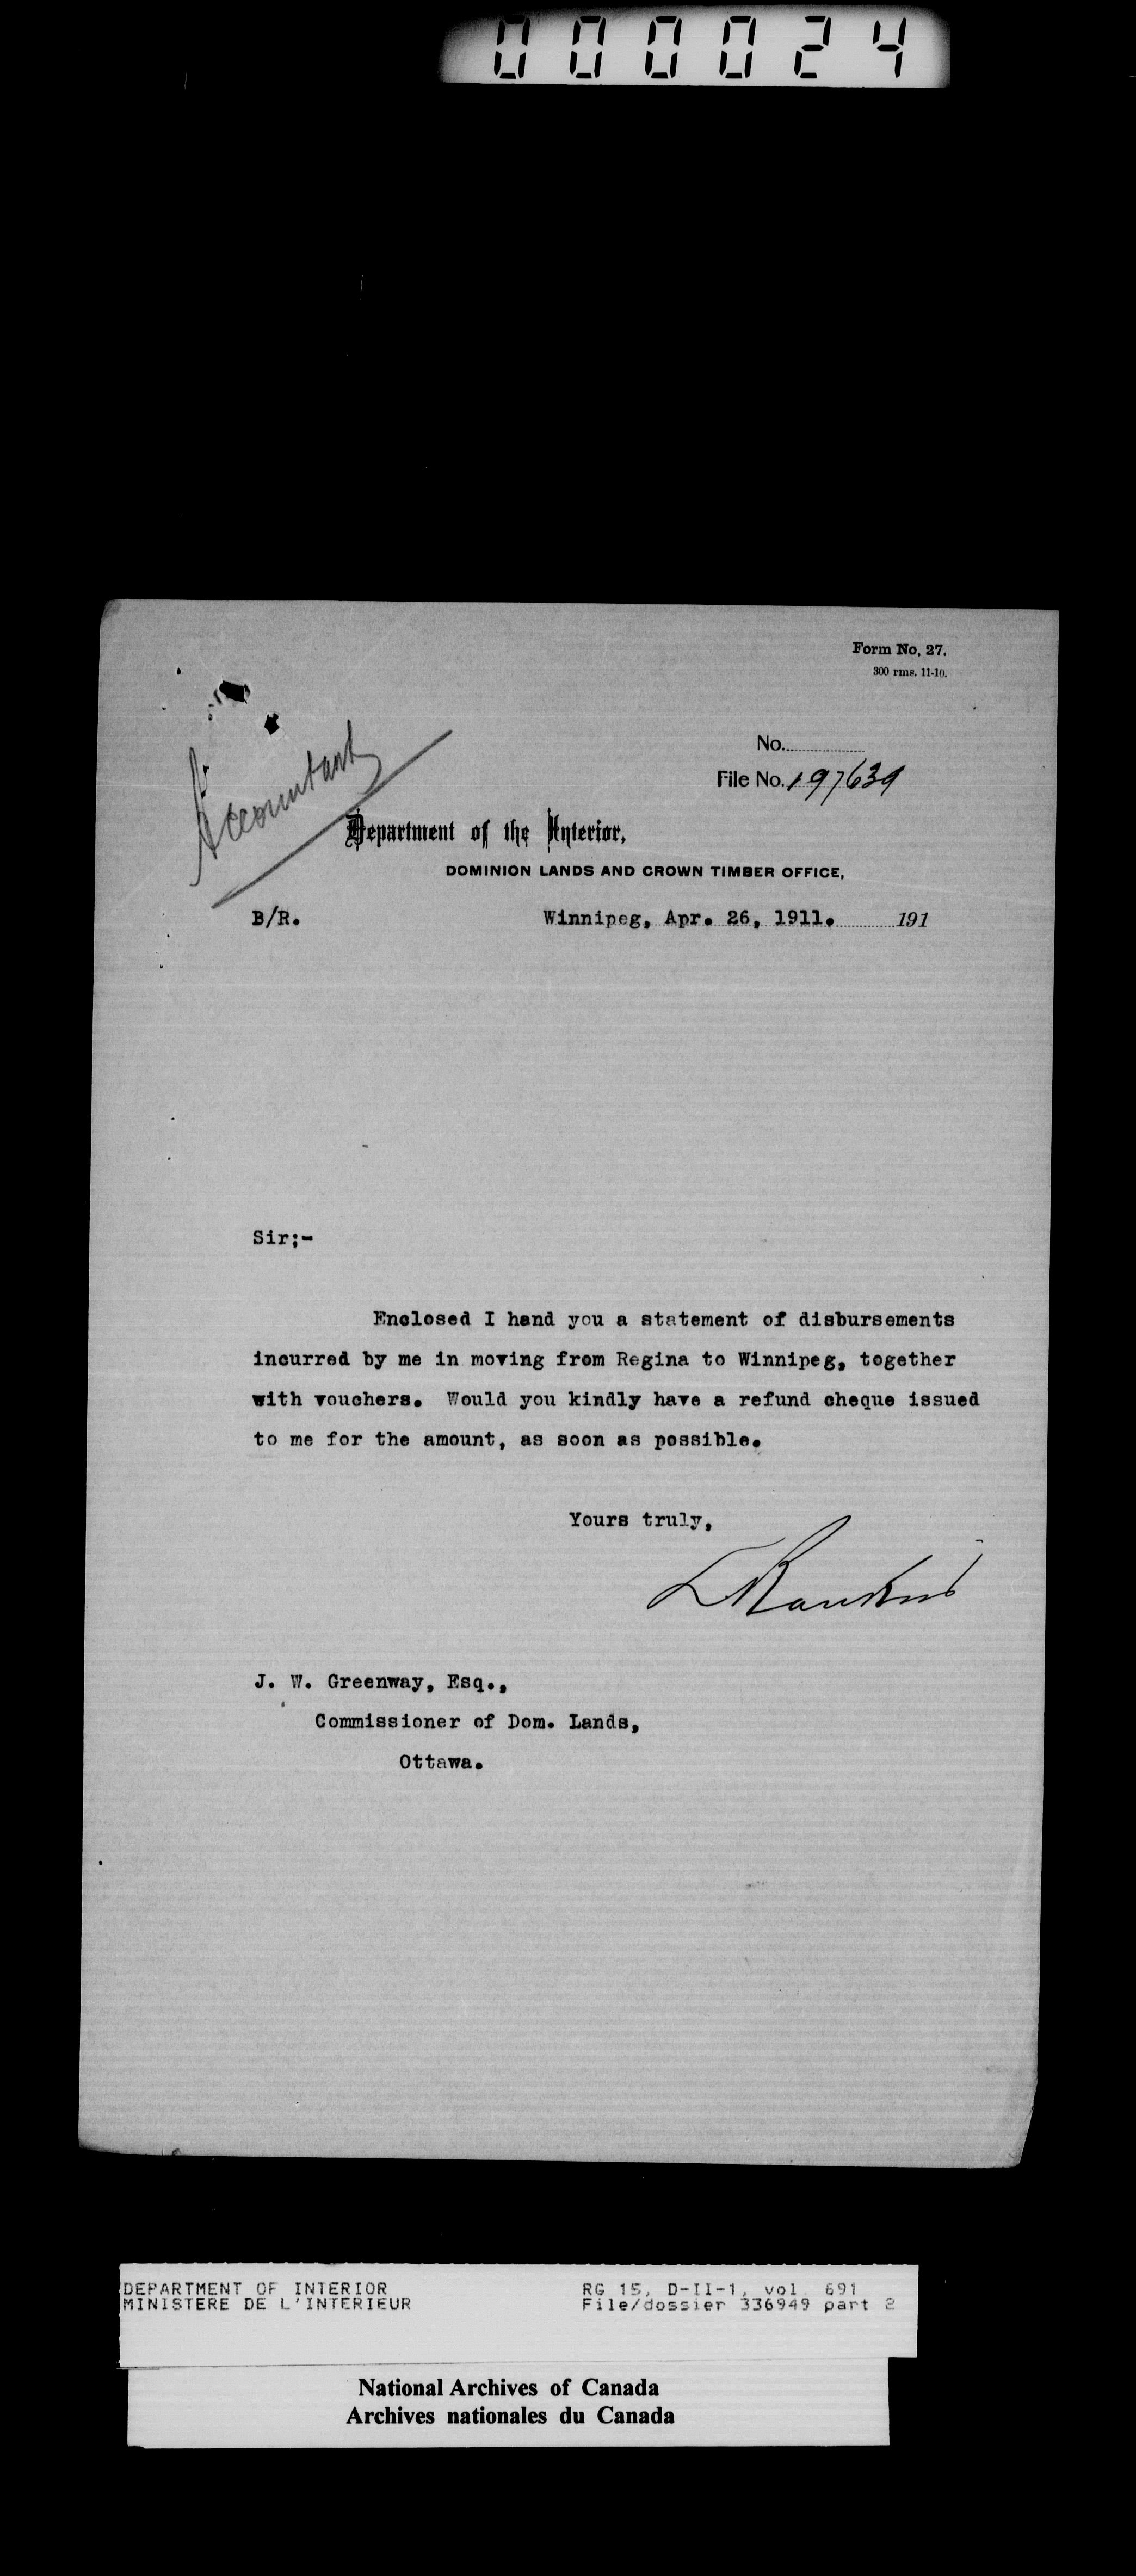 000024
Form No. 27.
300 rms. 11-10.
No.
File No. 197639
Accountant
Department of the Interior,
DOMINION LANDS AND CROWN TIMBER OFFICE,
B/R.
Winnipeg, Apr. 26, 1911. 191
Sir;-
Enclosed I hand you a statement of disbursements
incurred by me in moving from Regina to Winnipeg, together
with vouchers. Would you kindly have a refund cheque issued
to me for the amount, as soon as possible.
Yours truly,
L Rankin
J. W. Greenway, Esq.,
Commissioner of Dom. Lands,
Ottawa.
DEPARTMENT OF INTERIOR
MINISTERE DE L'INTERIEUR
RG 15, D-II-1, vol. 691
File/dossier 336949 part 2
National Archives of Canada
Archives nationales du Canada